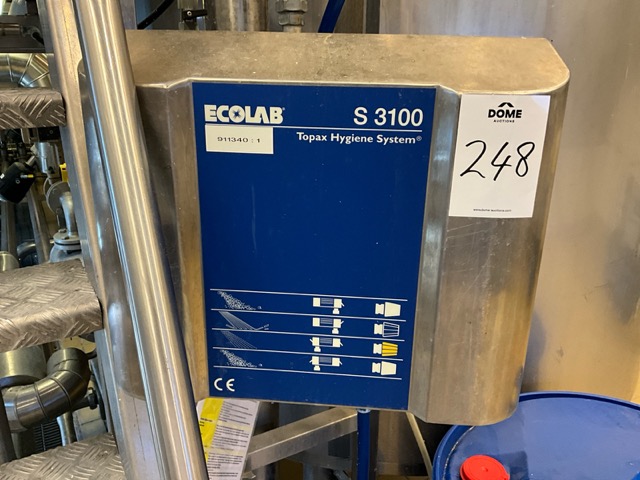 ECOLAB®
S 3100
911340 : 1
Topax Hygiene System®
DOME
AUCTIONS
248
CE